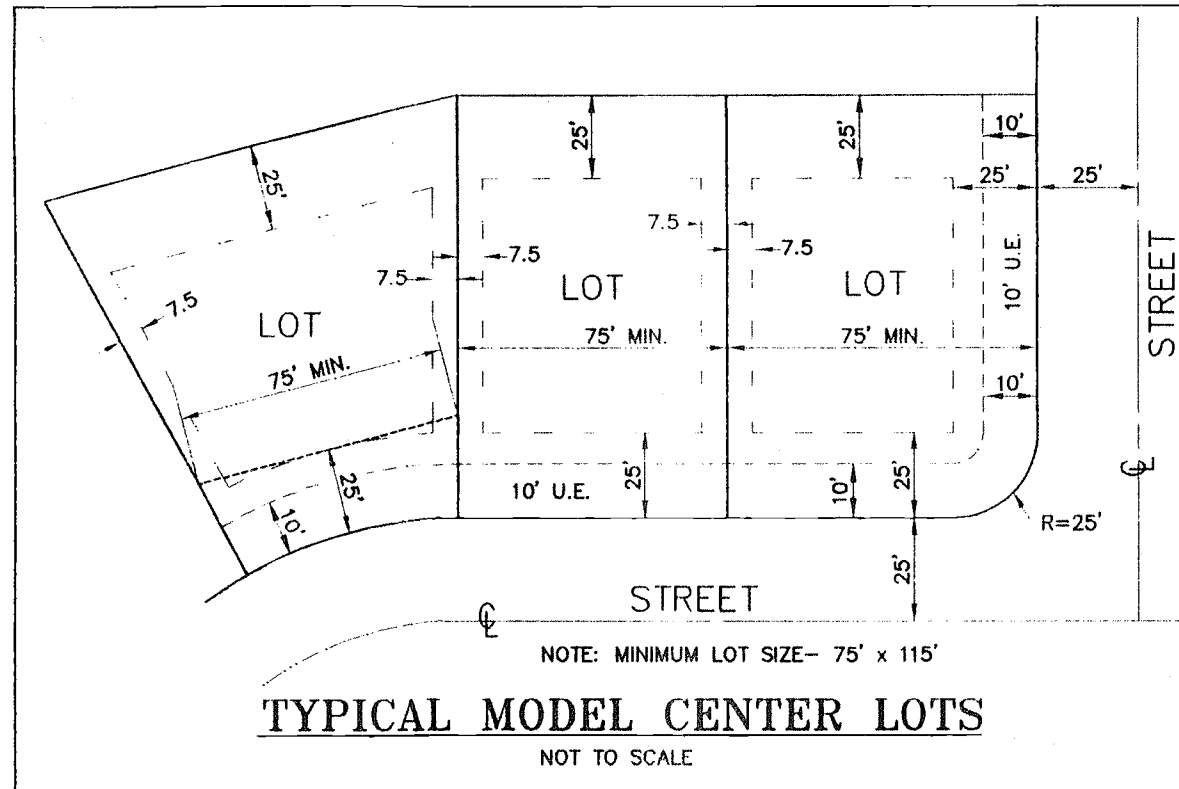 25'
25'
10'
25'
25'
25'
7.5
7.5
7.5
7.5
7.5
LOT
LOT
LOT
10' U.E.
STREET
75' MIN.
75' MIN.
75' MIN.
10'
25'
10' U.E.
25'
10'
25'
10'
℄
R=25'
25'
STREET
℄
NOTE: MINIMUM LOT SIZE- 75' x 115'
TYPICAL MODEL CENTER LOTS
NOT TO SCALE